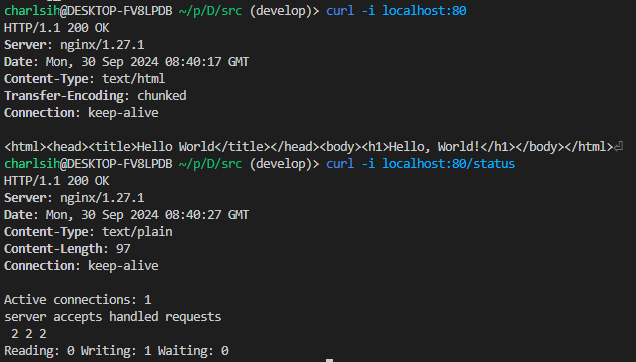 charlsih@DESKTOP-FV8LPDB ~/p/D/src (develop)> curl -i localhost:80
HTTP/1.1 200 OK
Server: nginx/1.27.1
Date: Mon, 30 Sep 2024 08:40:17 GMT
Content-Type: text/html
Transfer-Encoding: chunked
Connection: keep-alive

<html><head><title>Hello World</title></head><body><h1>Hello, World!</h1></body></html>⏎
charlsih@DESKTOP-FV8LPDB ~/p/D/src (develop)> curl -i localhost:80/status
HTTP/1.1 200 OK
Server: nginx/1.27.1
Date: Mon, 30 Sep 2024 08:40:27 GMT
Content-Type: text/plain
Content-Length: 97
Connection: keep-alive

Active connections: 1
server accepts handled requests
 2 2 2
Reading: 0 Writing: 1 Waiting: 0